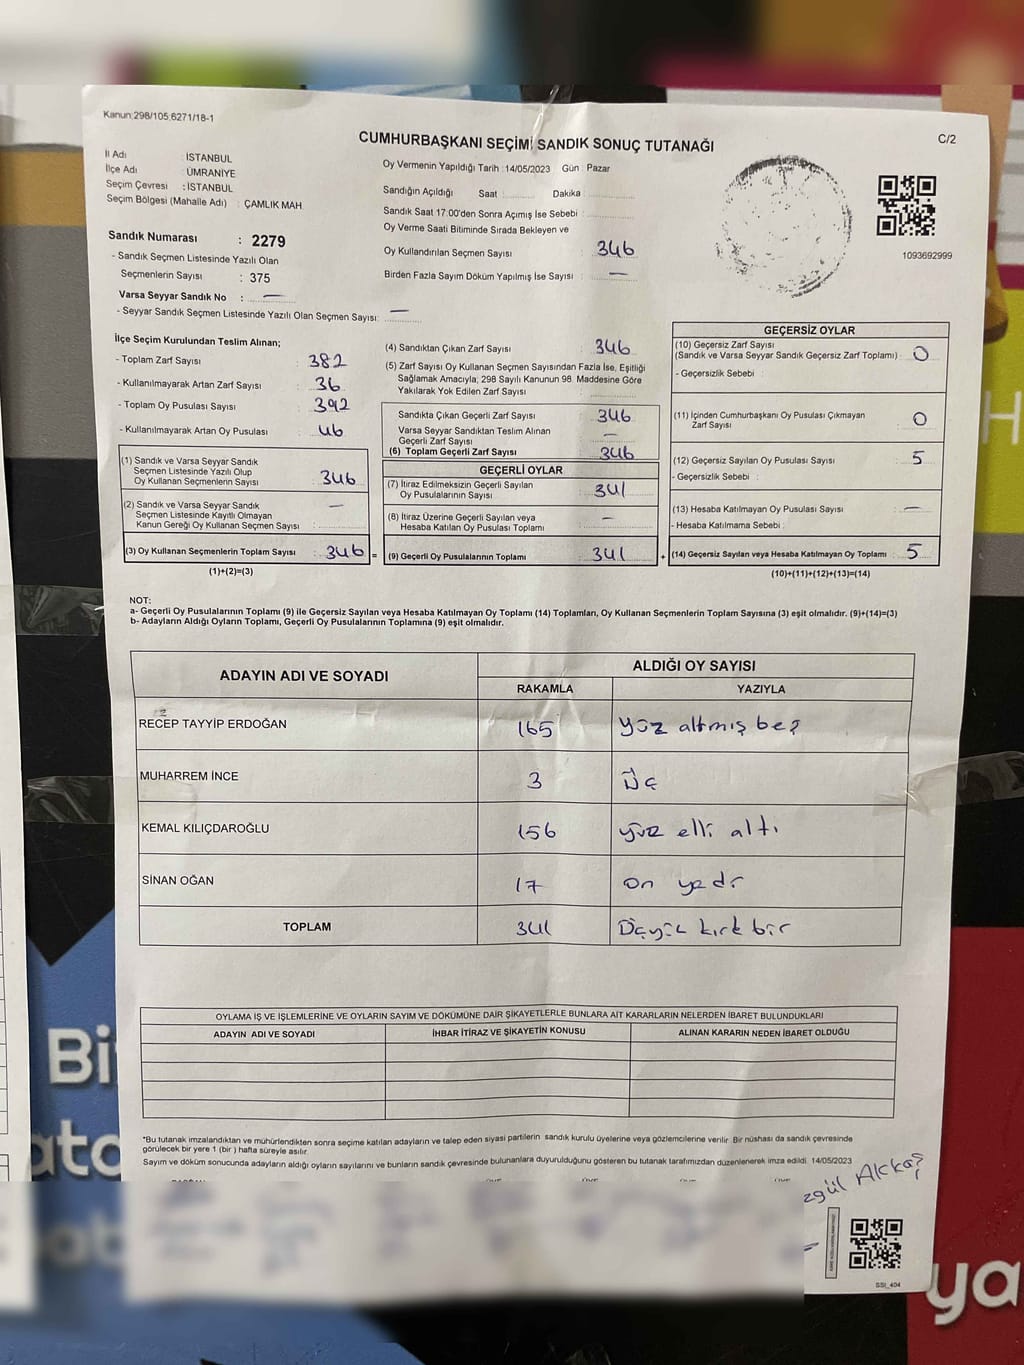 Kanun:298/105;6271/18-1
C/2
CUMHURBAŞKANI SEÇİMİ SANDIK SONUÇ TUTANAĞI
İl Adı : İSTANBUL
İlçe Adı : ÜMRANİYE
Seçim Çevresi : İSTANBUL
Seçim Bölgesi (Mahalle Adı) : ÇAMLIK MAH.
Sandık Numarası : 2279
- Sandık Seçmen Listesinde Yazılı Olan
Seçmenlerin Sayısı : 375
Varsa Seyyar Sandık No : —
- Seyyar Sandık Seçmen Listesinde Yazılı Olan Seçmen Sayısı: —
Oy Vermenin Yapıldığı Tarih :14/05/2023 Gün : Pazar
Sandığın Açıldığı Saat Dakika
Sandık Saat 17:00'den Sonra Açımış İse Sebebi :
Oy Verme Saati Bitiminde Sırada Bekleyen ve
Oy Kullandırılan Seçmen Sayısı : 346
Birden Fazla Sayım Döküm Yapılmış İse Sayısı : —
1093692999
İlçe Seçim Kurulundan Teslim Alınan;
- Toplam Zarf Sayısı : 382
- Kullanılmayarak Artan Zarf Sayısı : 36
- Toplam Oy Pusulası Sayısı : 392
- Kullanılmayarak Artan Oy Pusulası : 46
(1) Sandık ve Varsa Seyyar Sandık
Seçmen Listesinde Yazılı Olup
Oy Kullanan Seçmenlerin Sayısı : 346
(2) Sandık ve Varsa Seyyar Sandık
Seçmen Listesinde Kayıtlı Olmayan
Kanun Gereği Oy Kullanan Seçmen Sayısı : —
(3) Oy Kullanan Seçmenlerin Toplam Sayısı : 346 =
(1)+(2)=(3)
(4) Sandıktan Çıkan Zarf Sayısı : 346
(5) Zarf Sayısı Oy Kullanan Seçmen Sayısından Fazla İse, Eşitliği
Sağlamak Amacıyla; 298 Sayılı Kanunun 98. Maddesine Göre
Yakılarak Yok Edilen Zarf Sayısı :
Sandıkta Çıkan Geçerli Zarf Sayısı : 346
Varsa Seyyar Sandıktan Teslim Alınan
Geçerli Zarf Sayısı : —
(6) Toplam Geçerli Zarf Sayısı : 346
GEÇERLİ OYLAR
(7) İtiraz Edilmeksizin Geçerli Sayılan
Oy Pusulalarının Sayısı : 341
(8) İtiraz Üzerine Geçerli Sayılan veya
Hesaba Katılan Oy Pusulası Toplamı : —
(9) Geçerli Oy Pusulalarının Toplamı : 341 +
GEÇERSİZ OYLAR
(10) Geçersiz Zarf Sayısı
(Sandık ve Varsa Seyyar Sandık Geçersiz Zarf Toplamı) : 0
- Geçersizlik Sebebi :
(11) İçinden Cumhurbaşkanı Oy Pusulası Çıkmayan
Zarf Sayısı : 0
(12) Geçersiz Sayılan Oy Pusulası Sayısı : 5
- Geçersizlik Sebebi :
(13) Hesaba Katılmayan Oy Pusulası Sayısı : —
- Hesaba Katılmama Sebebi :
(14) Geçersiz Sayılan veya Hesaba Katılmayan Oy Toplamı : 5
(10)+(11)+(12)+(13)=(14)
NOT:
a- Geçerli Oy Pusulalarının Toplamı (9) ile Geçersiz Sayılan veya Hesaba Katılmayan Oy Toplamı (14) Toplamları, Oy Kullanan Seçmenlerin Toplam Sayısına (3) eşit olmalıdır. (9)+(14)=(3)
b- Adayların Aldığı Oyların Toplamı, Geçerli Oy Pusulalarının Toplamına (9) eşit olmalıdır.
ADAYIN ADI VE SOYADI ALDIĞI OY SAYISI
RAKAMLA YAZIYLA
RECEP TAYYİP ERDOĞAN 165 Yüz altmış beş
MUHARREM İNCE 3 Üç
KEMAL KILIÇDAROĞLU 156 yüz elli altı
SİNAN OĞAN 17 on yedi
TOPLAM 341 Üçyüz kırk bir
OYLAMA İŞ VE İŞLEMLERİNE VE OYLARIN SAYIM VE DÖKÜMÜNE DAİR ŞİKAYETLERLE BUNLARA AİT KARARLARIN NELERDEN İBARET BULUNDUKLARI
ADAYIN ADI VE SOYADI İHBAR İTİRAZ VE ŞİKAYETİN KONUSU ALINAN KARARIN NEDEN İBARET OLDUĞU
*Bu tutanak imzalandıktan ve mühürlendikten sonra seçime katılan adayların ve talep eden siyasi partilerin sandık kurulu üyelerine veya gözlemcilerine verilir. Bir nüshası da sandık çevresinde
görülecek bir yere 1 (bir) hafta süreyle asılır.
Sayım ve döküm sonucunda adayların aldığı oyların sayılarını ve bunların sandık çevresinde bulunanlara duyurulduğunu gösteren bu tutanak tarafımızdan düzenlenerek imza edildi. 14/05/2023
zgül Akkaş
SSI_404
Bi
ya